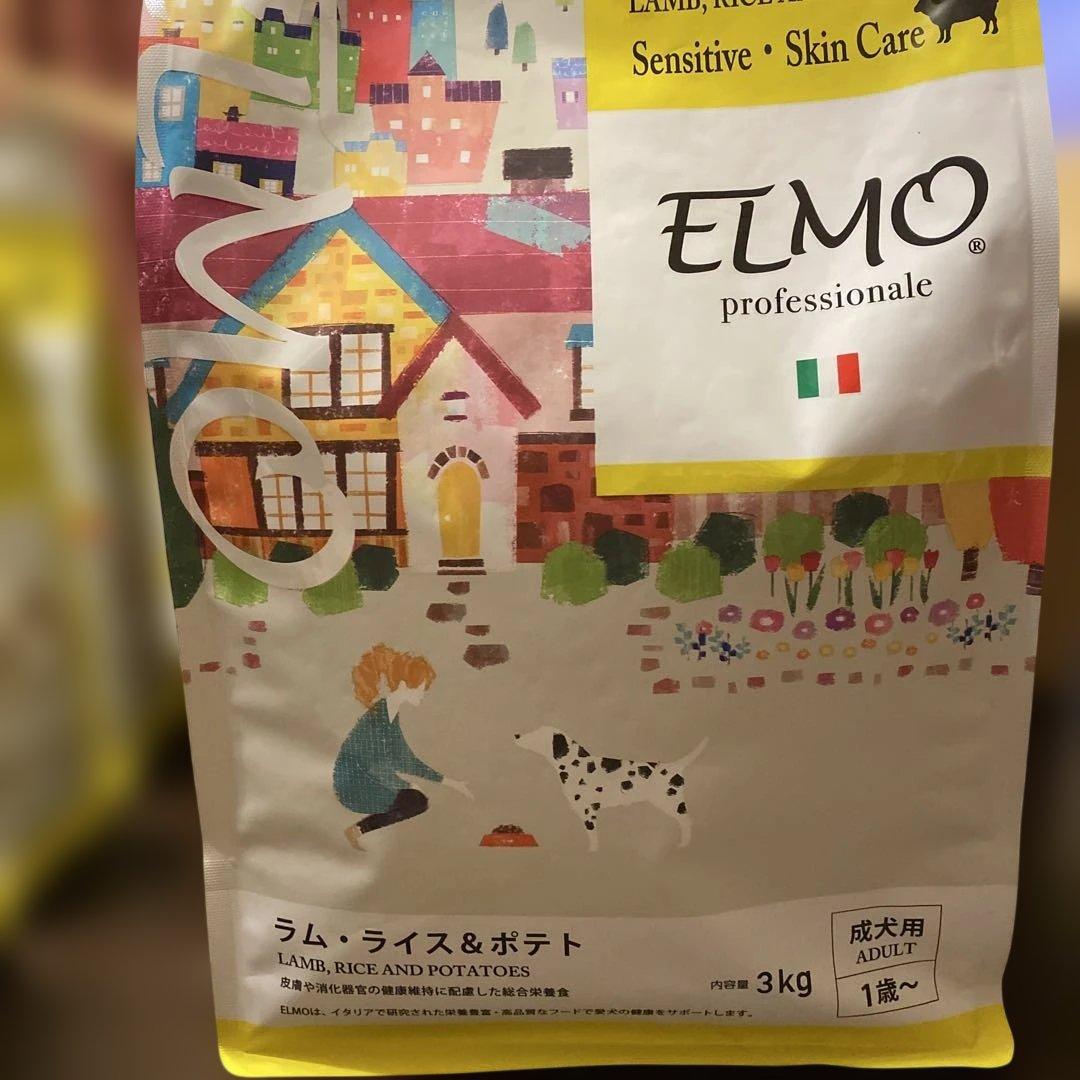 LAMB, RICE
Sensitive・Skin Care
ELMO®
professionale
ラム・ライス&ポテト
LAMB, RICE AND POTATOES
皮膚や消化器官の健康維持に配慮した総合栄養食
ELMOは、イタリアで研究された栄養豊富・高品質なフードで愛犬の健康をサポートします。
内容量 3kg
成犬用
ADULT
1歳〜